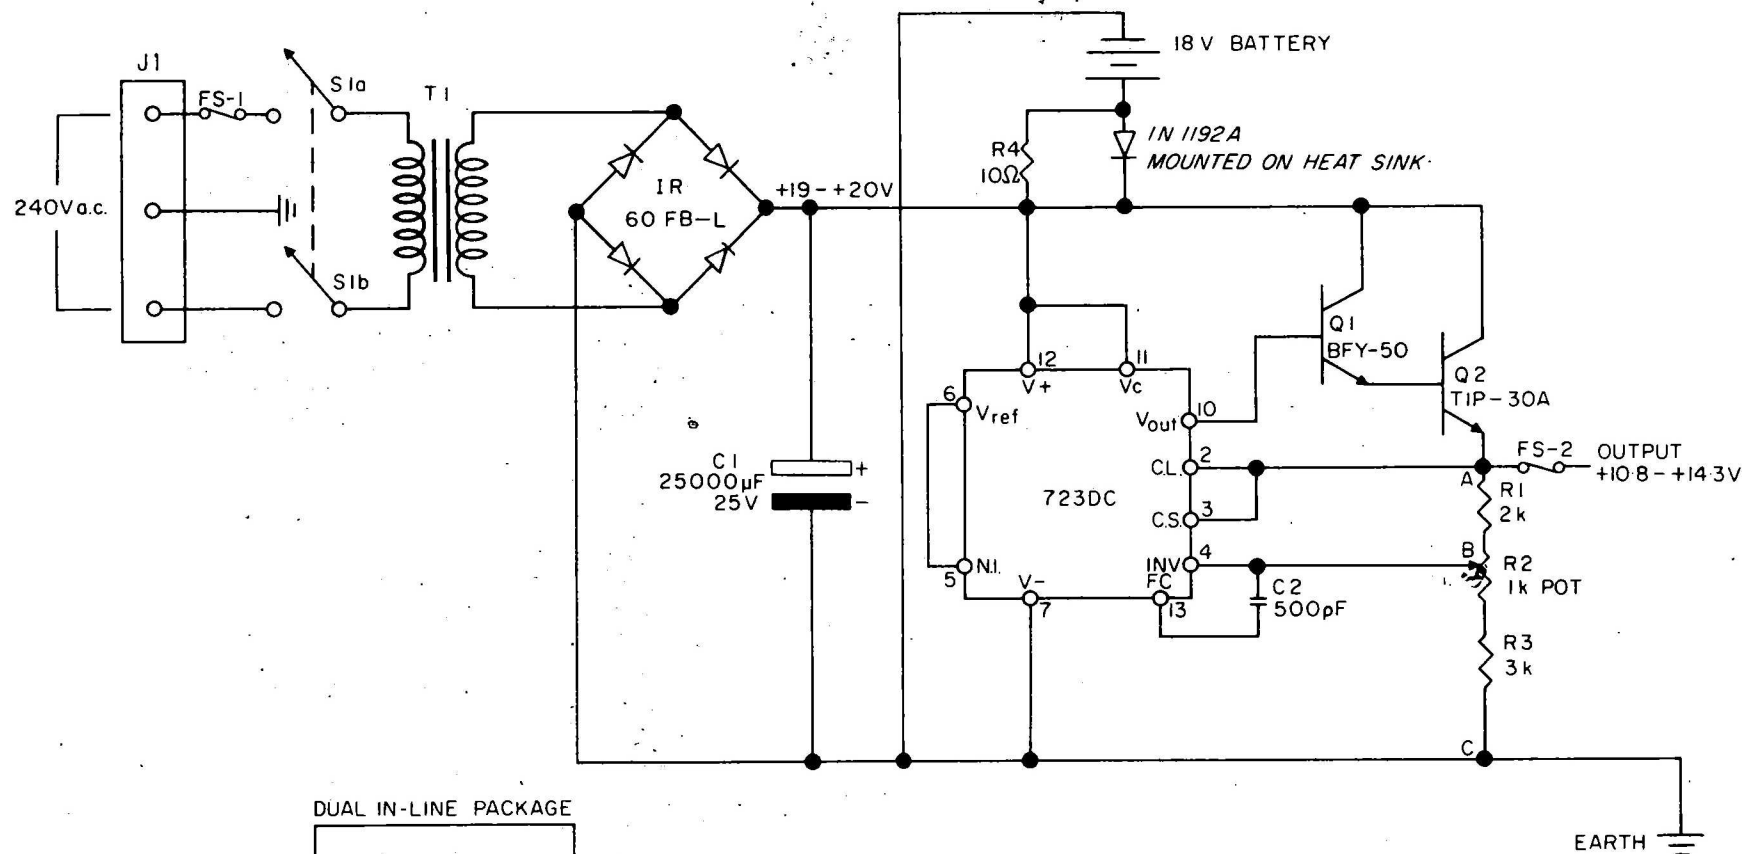 J1
FS-1
S1a
T1
240V a.c.
S1b
IR
60 FB-L
+19-+20V
C1
25000µF
25V
+
-
18V BATTERY
R4
10Ω
IN 1192A
MOUNTED ON HEAT SINK
Q1
BFY-50
Q2
TIP-30A
12
V+
11
Vc
6
Vref
Vout
10
C.L.
2
723DC
C.S.
3
INV
4
N.I.
5
V-
7
FC
13
C2
500pF
A
FS-2
OUTPUT
+10·8-+14·3V
R1
2k
B
R2
1k POT
R3
3k
C
EARTH
DUAL IN-LINE PACKAGE